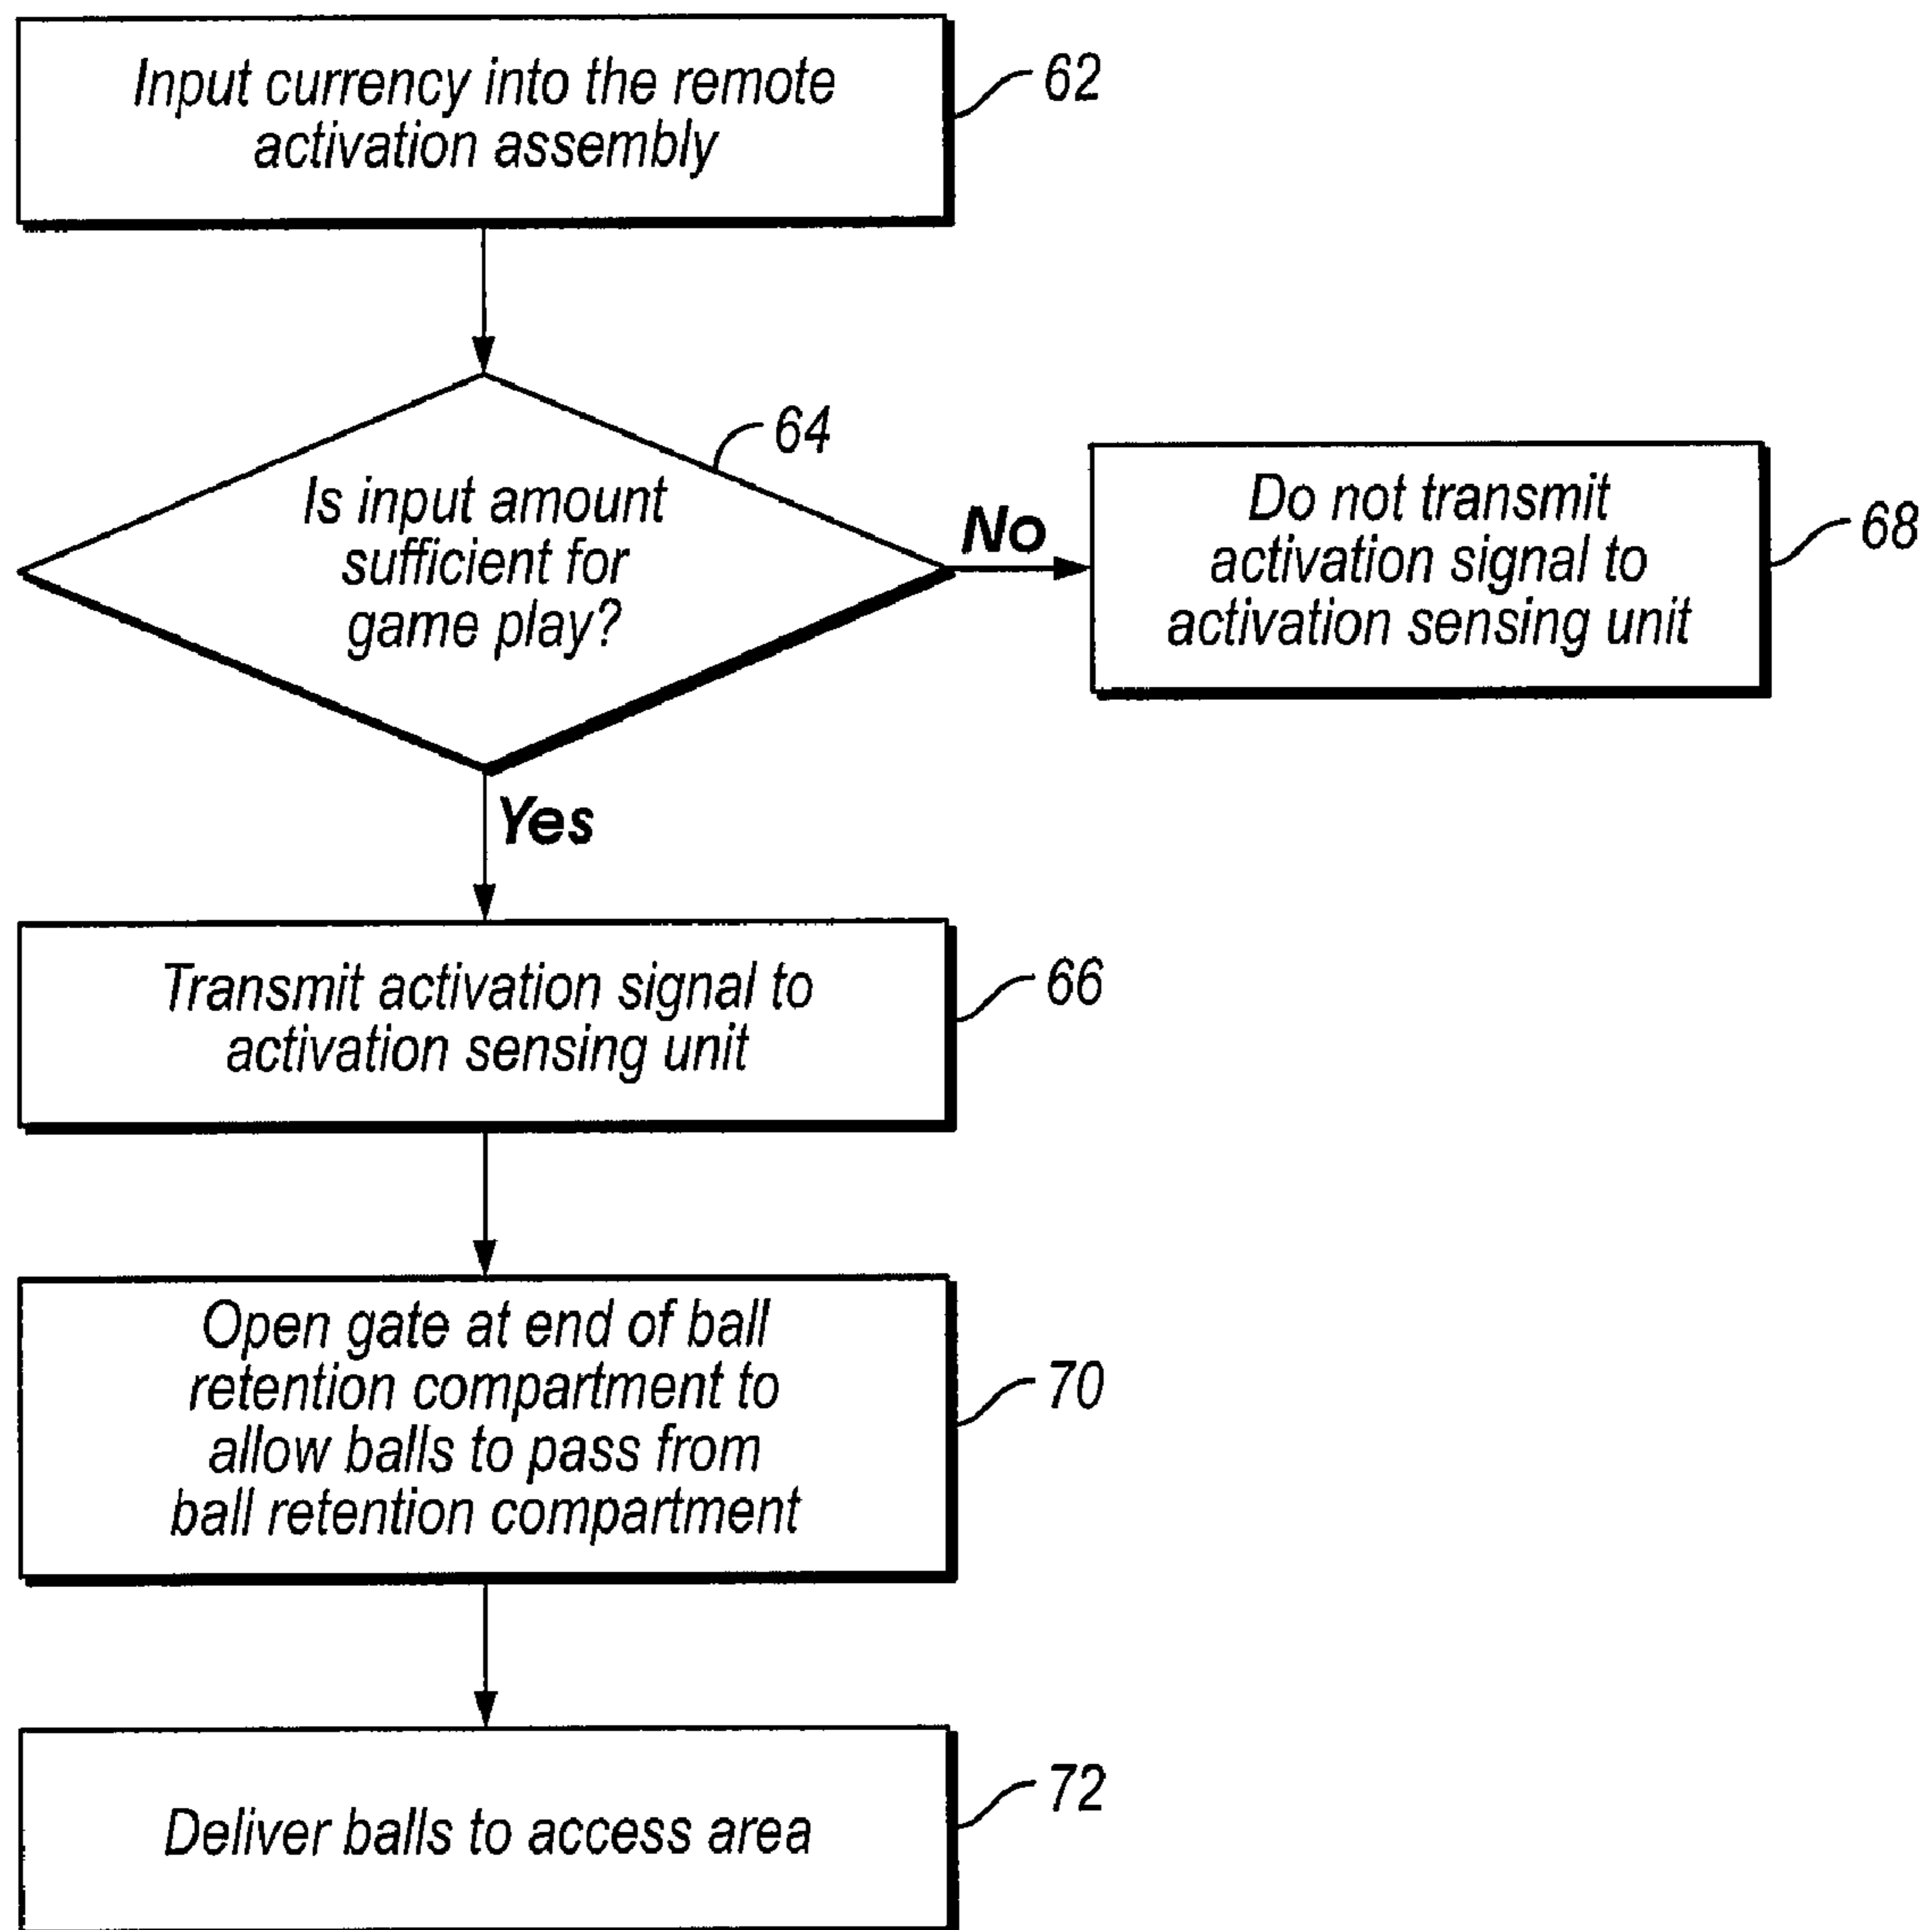 Input currency into the remote
activation assembly
62
64
Is input amount
sufficient for
game play?
No
Do not transmit
activation signal to
activation sensing unit
68
Yes
Transmit activation signal to
activation sensing unit
66
Open gate at end of ball
retention compartment to
allow balls to pass from
ball retention compartment
70
Deliver balls to access area
72